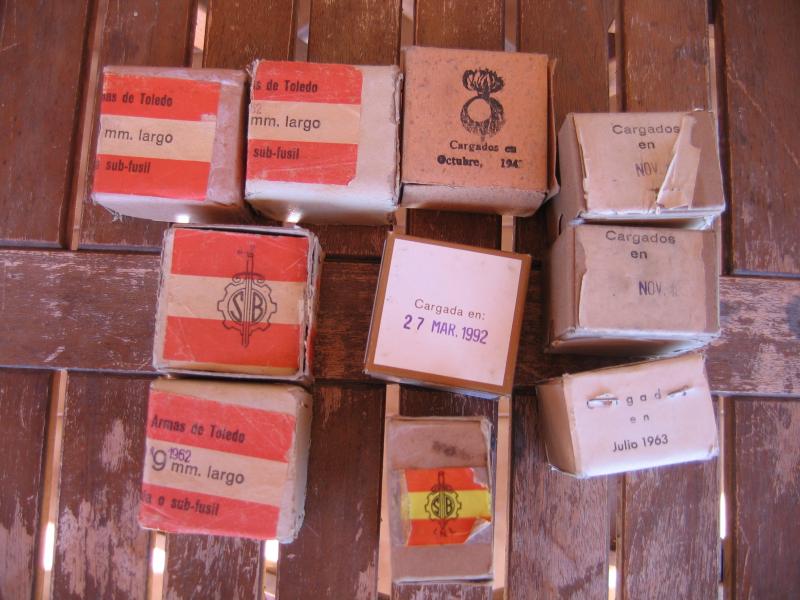 as de Toledo
mm. largo
sub-fusil
s de Toledo
mm. largo
sub-fusil
Cargados en
Octubre, 194
Cargados
en
NOV.
SB
Cargada en:
27 MAR. 1992
Cargados
en
NOV.
Armas de Toledo
1962
9 mm. largo
a o sub-fusil
SB
en
Julio 1963